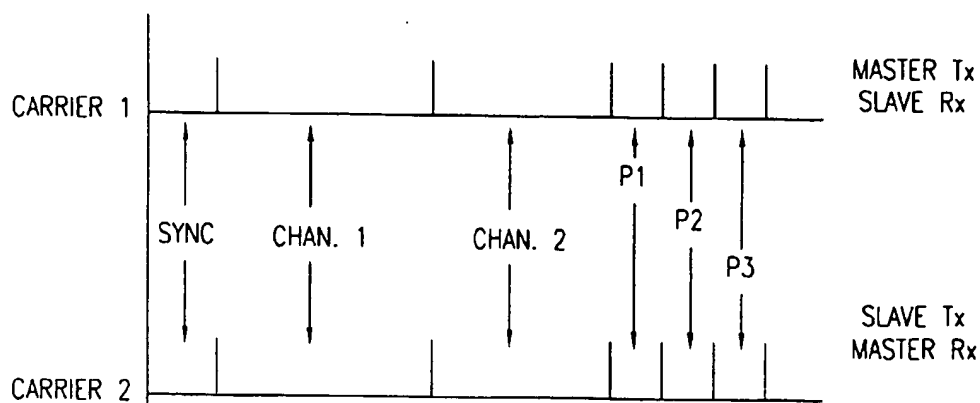 MASTER Tx
CARRIER 1
SLAVE Rx
P1
P2
SYNC
CHAN. 1
CHAN. 2
P3
SLAVE Tx
MASTER Rx
CARRIER 2